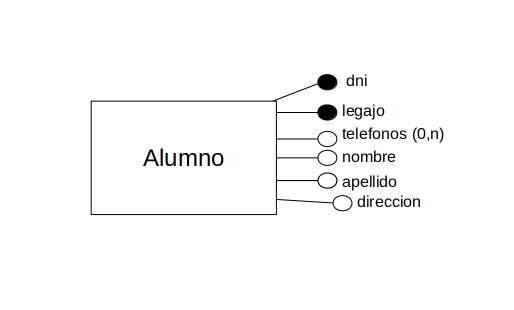 dni
legajo
telefonos (0,n)
Alumno
nombre
apellido
direccion